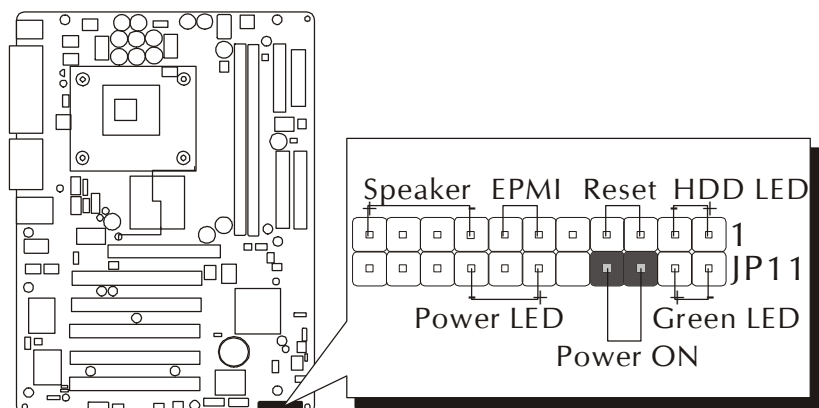 Speaker EPMI Reset HDD LED
1
JP11
Power LED Green LED
Power ON